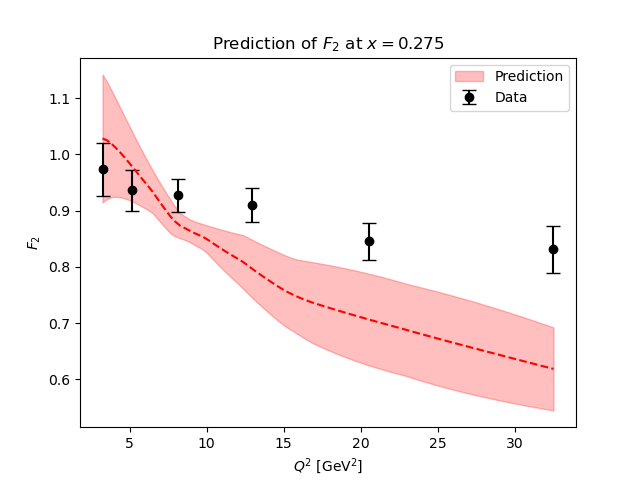 Prediction of $F_2$ at $x = 0.275$
Prediction
Data
1.1
1.0
0.9
0.8
0.7
0.6
$F_2$
5
10
15
20
25
30
$Q^2$ [GeV$^2$]